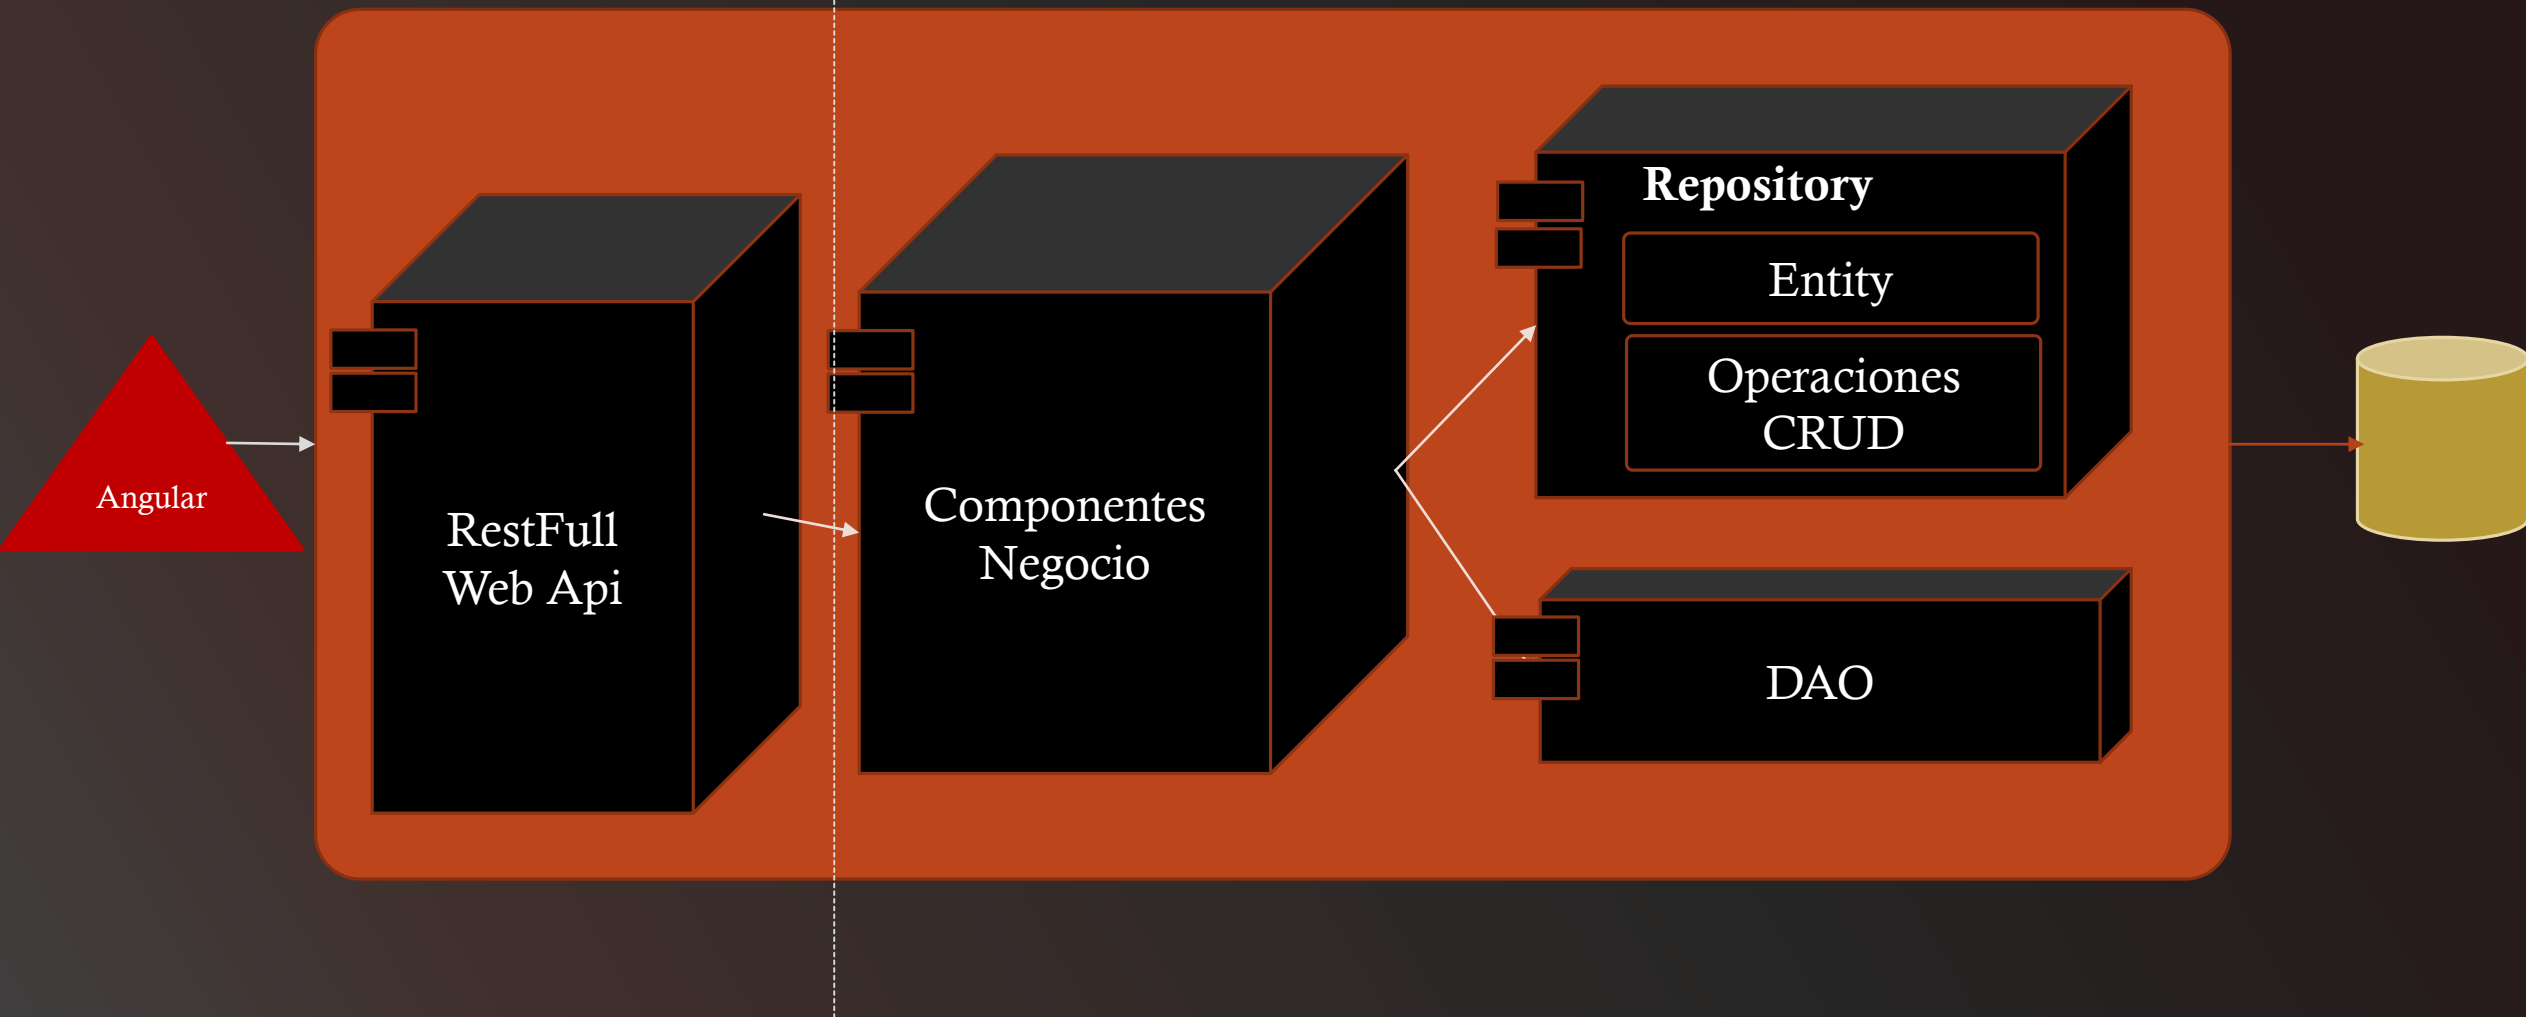 Angular
RestFull
Web Api
Componentes
Negocio
Repository
Entity
Operaciones
CRUD
DAO